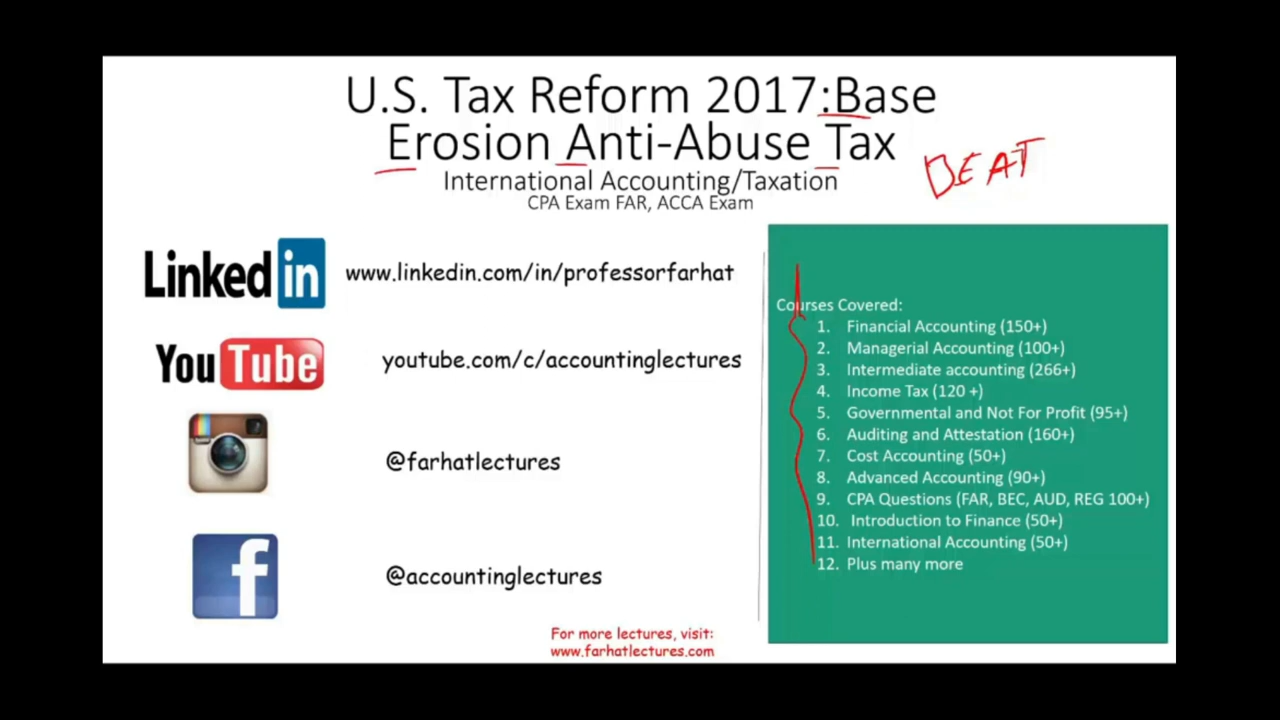 U.S. Tax Reform 2017:Base
Erosion Anti-Abuse Tax
BEAT
International Accounting/Taxation
CPA Exam FAR, ACCA Exam
Linked in
www.linkedin.com/in/professorfarhat
You Tube
youtube.com/c/accountinglectures
@farhatlectures
f
@accountinglectures
For more lectures, visit:
www.farhatlectures.com
Courses Covered:
1. Financial Accounting (150+)
2. Managerial Accounting (100+)
3. Intermediate accounting (266+)
4. Income Tax (120 +)
5. Governmental and Not For Profit (95+)
6. Auditing and Attestation (160+)
7. Cost Accounting (50+)
8. Advanced Accounting (90+)
9. CPA Questions (FAR, BEC, AUD, REG 100+)
10. Introduction to Finance (50+)
11. International Accounting (50+)
12. Plus many more